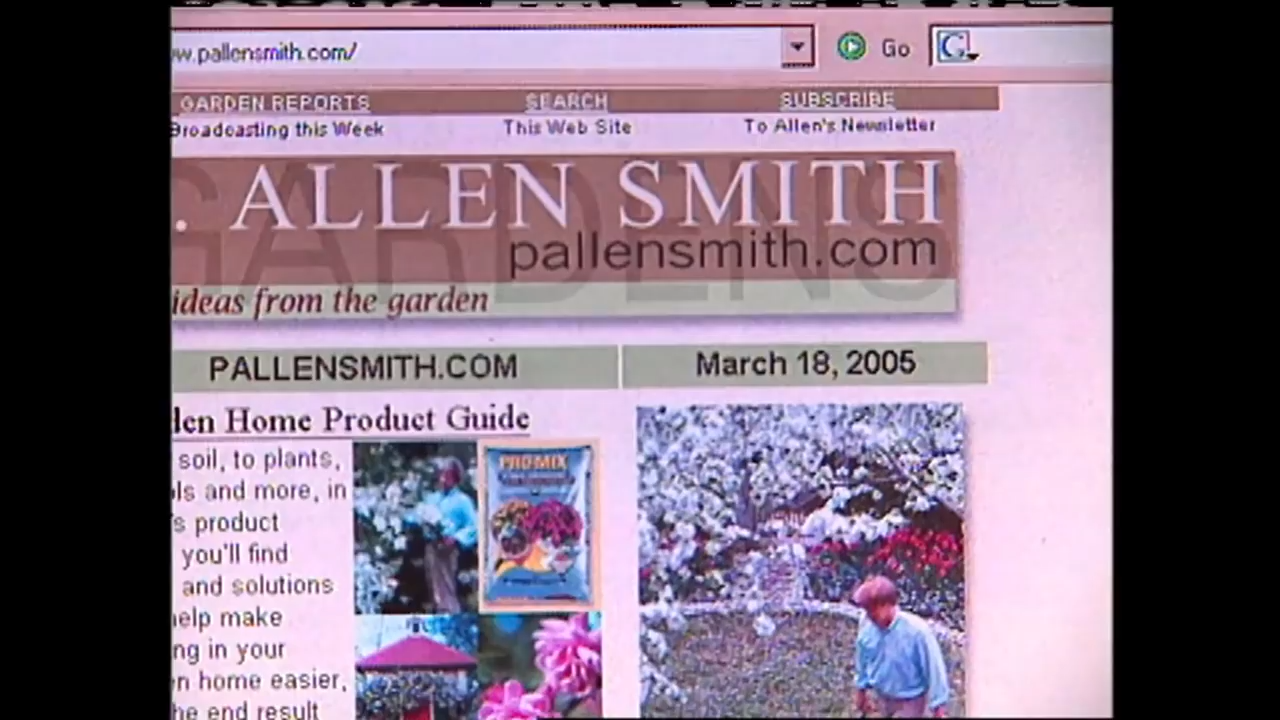 w.pallensmith.com/
Go
G
GARDEN REPORTS
SEARCH
SUBSCRIBE
Broadcasting this Week
This Web Site
To Allen's Newsletter
GARDENS
. ALLEN SMITH
pallensmith.com
ideas from the garden
PALLENSMITH.COM
March 18, 2005
den Home Product Guide
soil, to plants,
ls and more, in
s product
you'll find
and solutions
help make
ng in your
n home easier,
he end result
PRO-MIX